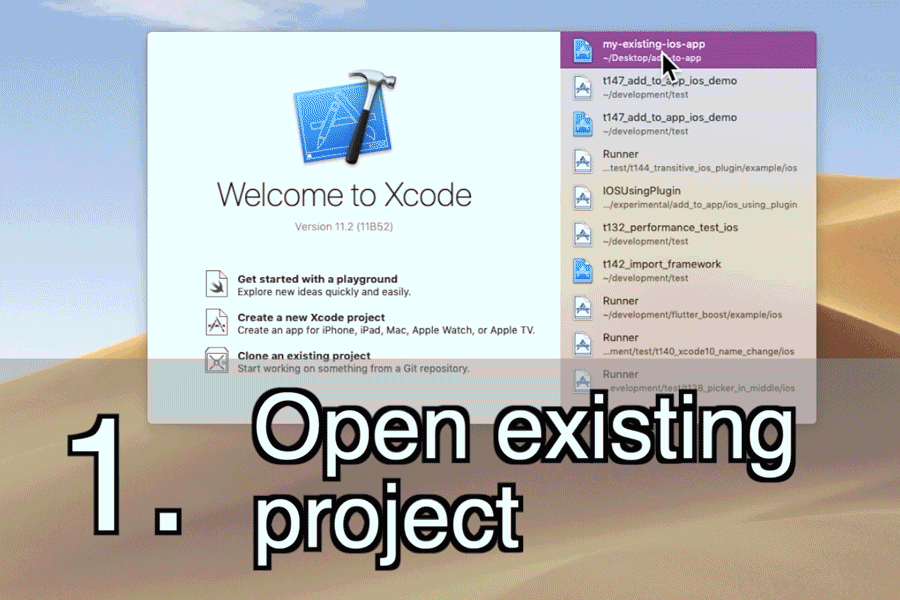 Welcome to Xcode
Version 11.2 (11B52)
Get started with a playground
Explore new ideas quickly and easily.
Create a new Xcode project
Create an app for iPhone, iPad, Mac, Apple Watch, or Apple TV.
Clone an existing project
Start working on something from a Git repository.
my-existing-ios-app
~/Desktop/add-to-app
t147_add_to_app_ios_demo
~/development/test
t147_add_to_app_ios_demo
~/development/test
Runner
...test/t144_transitive_ios_plugin/example/ios
IOSUsingPlugin
.../experimental/add_to_app/ios_using_plugin
t132_performance_test_ios
~/development/test
t142_import_framework
~/development/test
Runner
~/development/flutter_boost/example/ios
Runner
...ment/test/t140_xcode10_name_change/ios
Runner
...evelopment/test/t138_picker_in_middle/ios
1. Open existing
project